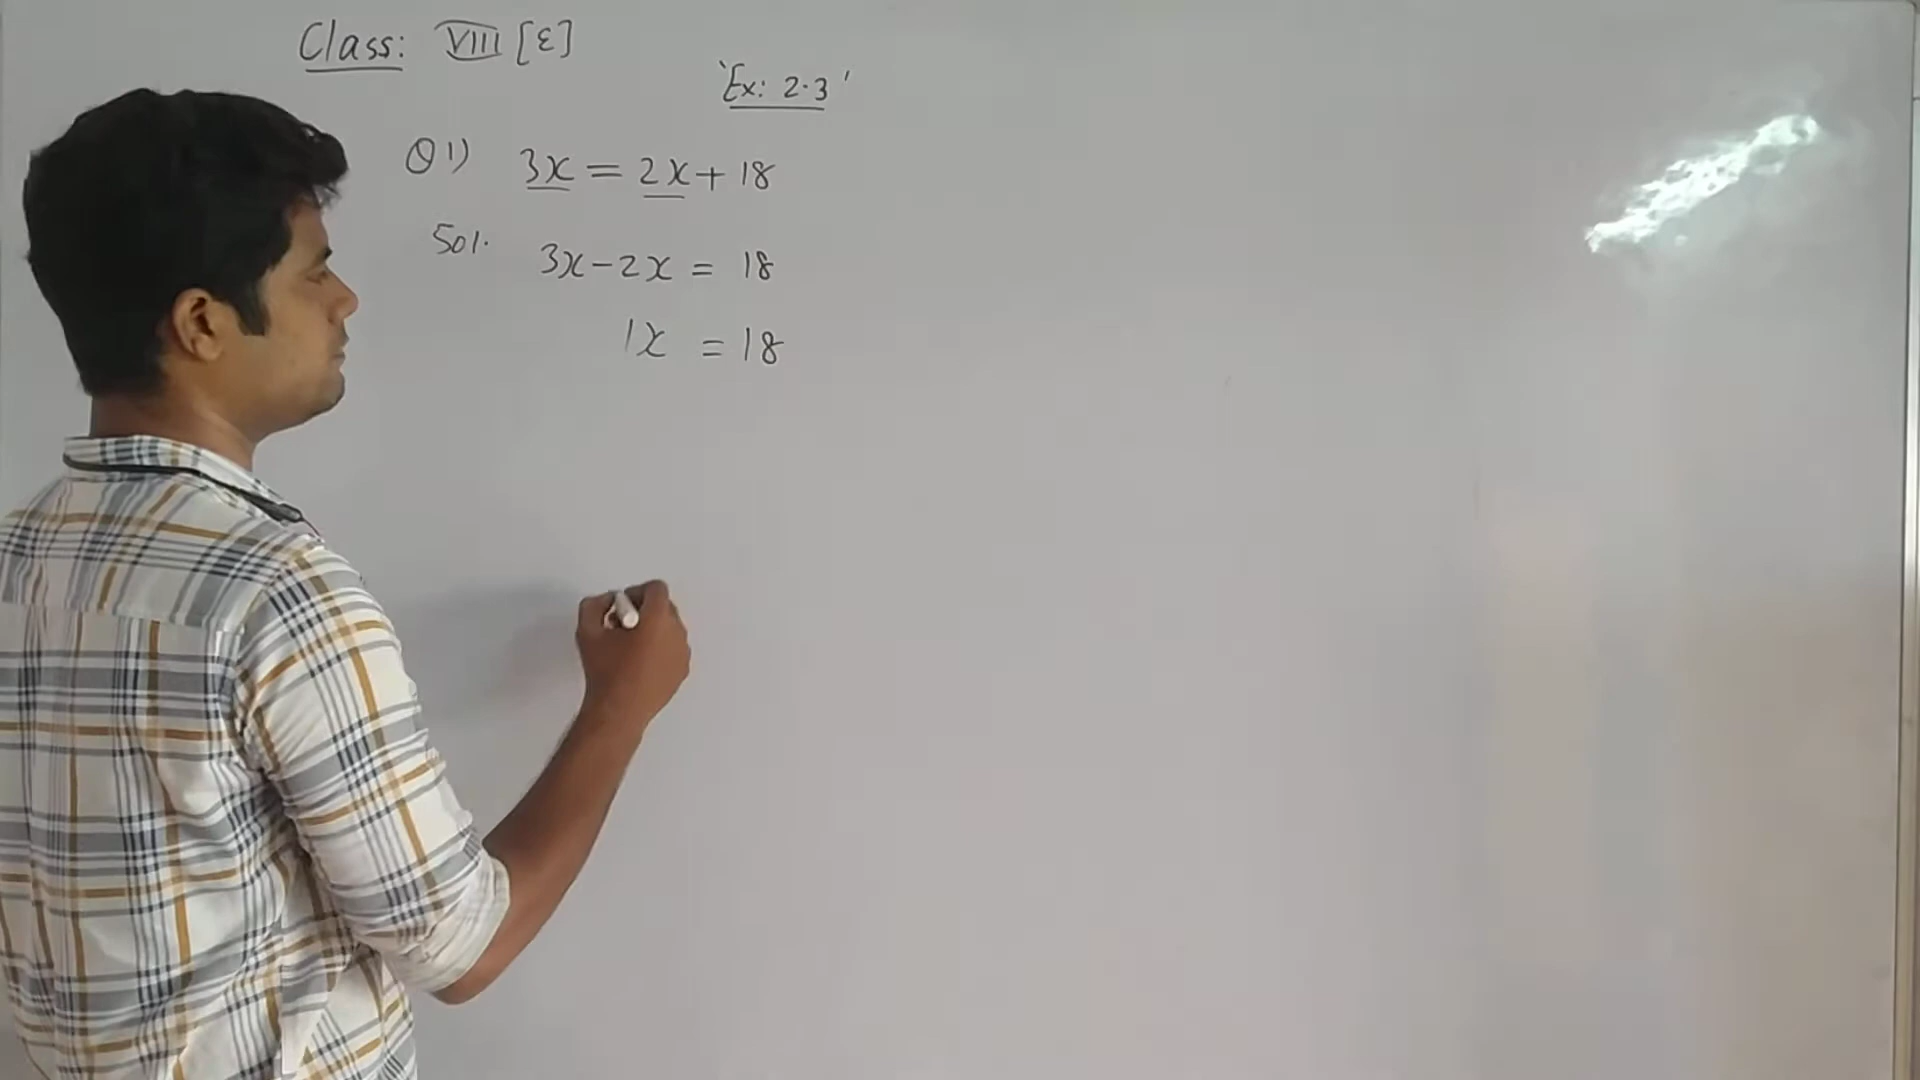 Class: VIII [E]
'Ex: 2.3'
Q1) 3x = 2x + 18
Sol. 3x - 2x = 18
1x = 18